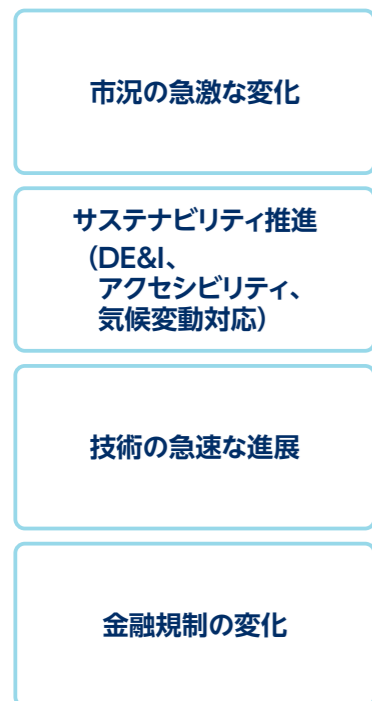 市況の急激な変化
サステナビリティ推進
（DE&I、
アクセシビリティ、
気候変動対応）
技術の急速な進展
金融規制の変化